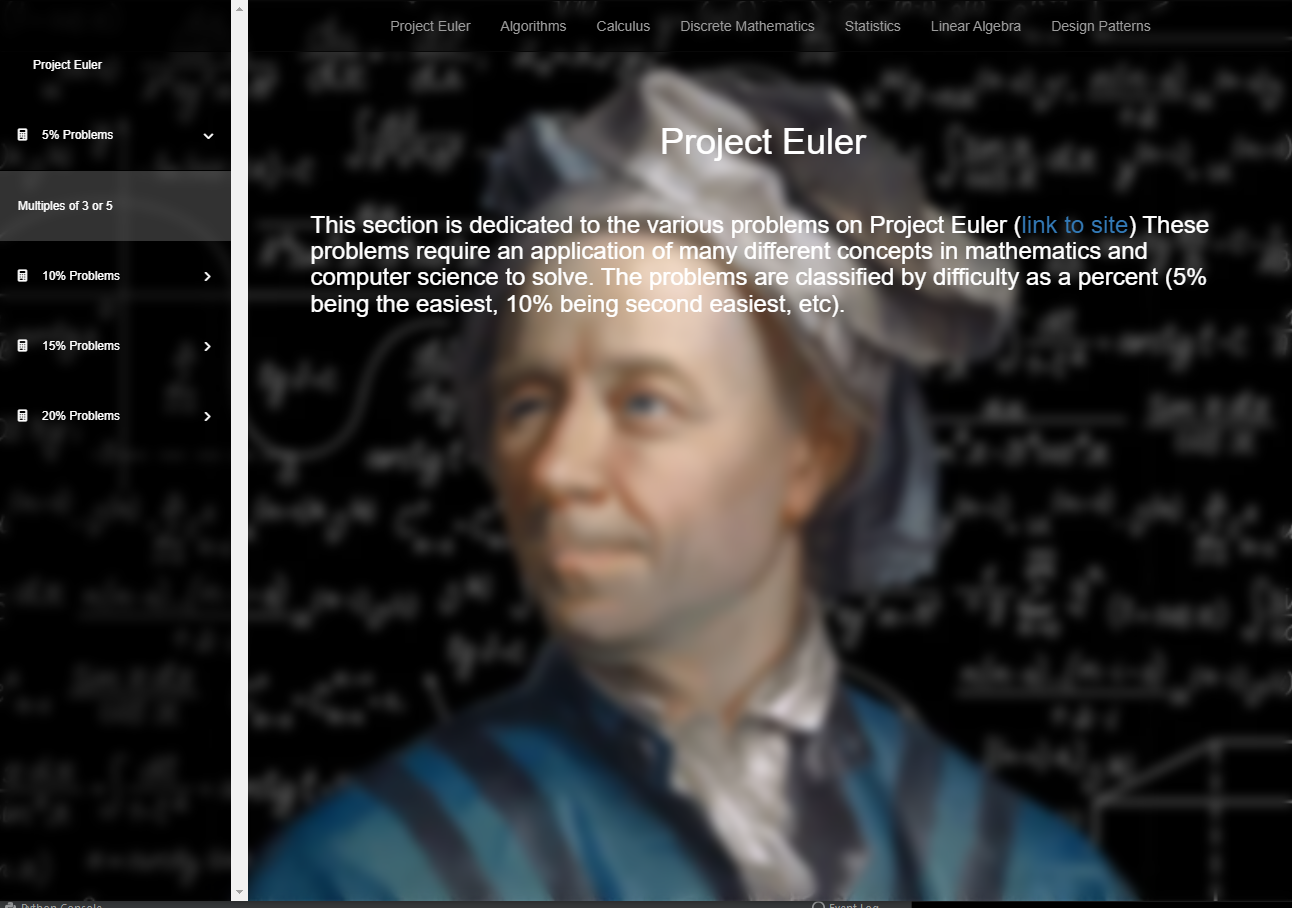 Project Euler Algorithms Calculus Discrete Mathematics Statistics Linear Algebra Design Patterns
Project Euler
5% Problems
Multiples of 3 or 5
10% Problems
15% Problems
20% Problems
Project Euler
This section is dedicated to the various problems on Project Euler (link to site) These
problems require an application of many different concepts in mathematics and
computer science to solve. The problems are classified by difficulty as a percent (5%
being the easiest, 10% being second easiest, etc).
Python Console
Event Log